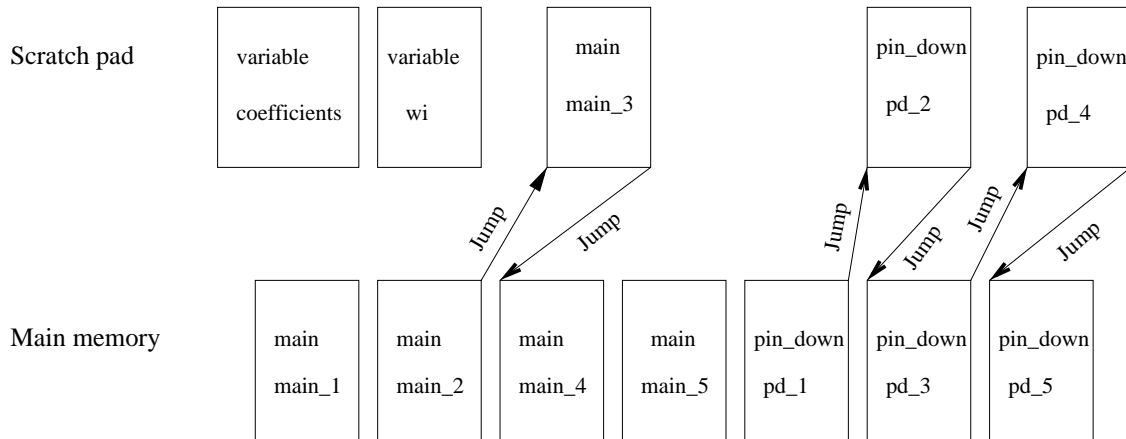 Scratch pad
variable
coefficients
variable
wi
main
main_3
pin_down
pd_2
pin_down
pd_4
Jump
Jump
Jump
Jump
Jump
Jump
Main memory
main
main_1
main
main_2
main
main_4
main
main_5
pin_down
pd_1
pin_down
pd_3
pin_down
pd_5